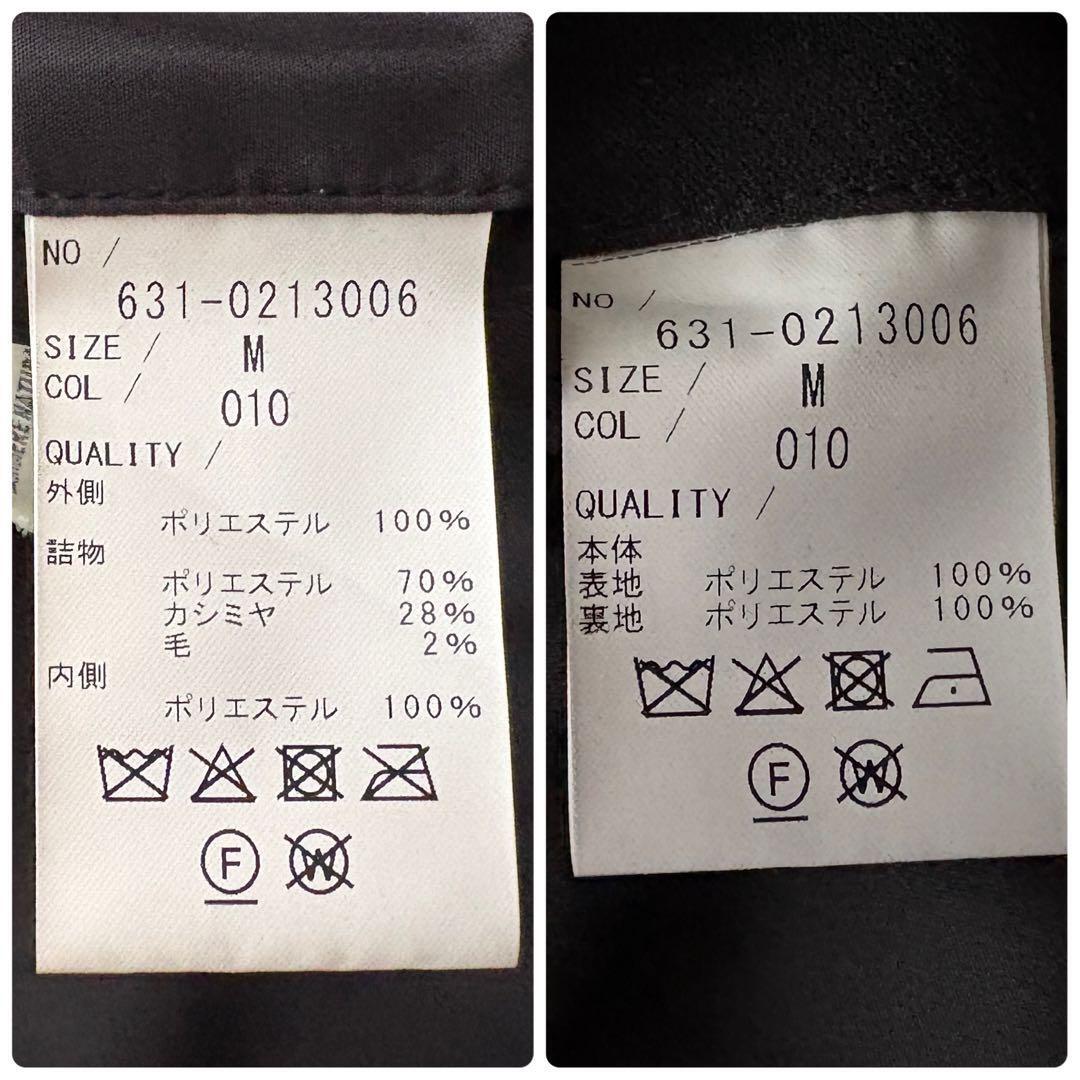 NO /
631-0213006
SIZE / M
COL / 010
QUALITY /
外側
ポリエステル 100%
詰物
ポリエステル 70%
カシミヤ 28%
毛 2%
内側
ポリエステル 100%
F W
NO /
631-0213006
SIZE / M
COL / 010
QUALITY /
本体
表地 ポリエステル 100%
裏地 ポリエステル 100%
F W